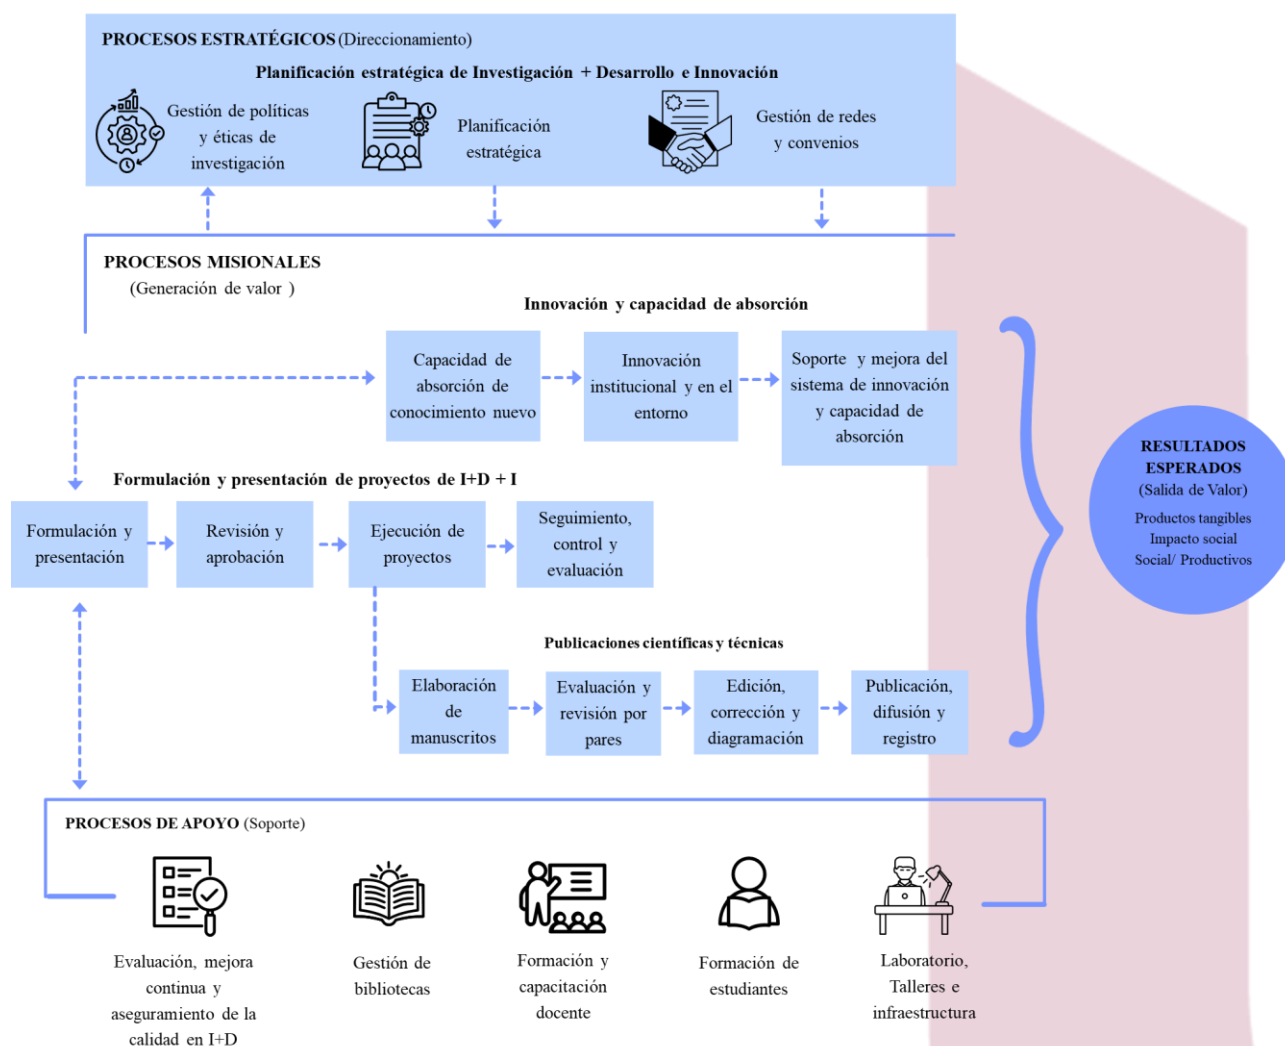 PROCESOS ESTRATÉGICOS (Direccionamiento)
Planificación estratégica de Investigación + Desarrollo e Innovación
Gestión de políticas
y éticas de
investigación
Planificación
estratégica
Gestión de redes
y convenios
PROCESOS MISIONALES
(Generación de valor )
Innovación y capacidad de absorción
Capacidad de
absorción de
conocimiento nuevo
Innovación
institucional y en el
entorno
Soporte y mejora del
sistema de innovación
y capacidad de
absorción
Formulación y presentación de proyectos de I+D + I
Formulación y
presentación
Revisión y
aprobación
Ejecución de
proyectos
Seguimiento,
control y
evaluación
Publicaciones científicas y técnicas
Elaboración
de
manuscritos
Evaluación y
revisión por
pares
Edición,
corrección y
diagramación
Publicación,
difusión y
registro
RESULTADOS
ESPERADOS
(Salida de Valor)
Productos tangibles
Impacto social
Social/ Productivos
PROCESOS DE APOYO (Soporte)
Evaluación, mejora
continua y
aseguramiento de la
calidad en I+D
Gestión de
bibliotecas
Formación y
capacitación
docente
Formación de
estudiantes
Laboratorio,
Talleres e
infraestructura